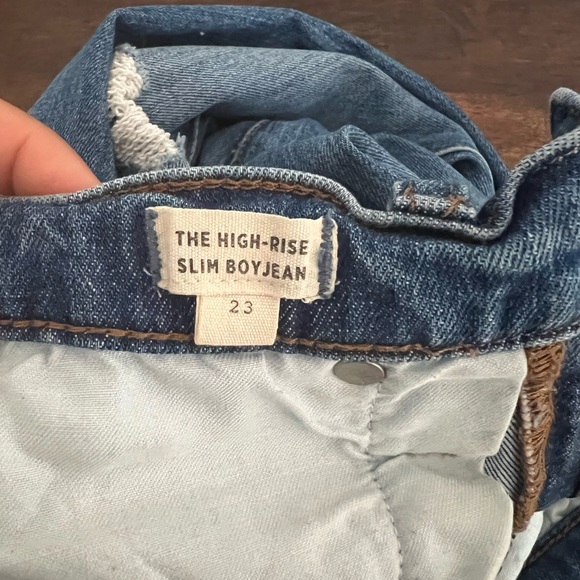 THE HIGH-RISE
SLIM BOYJEAN
23